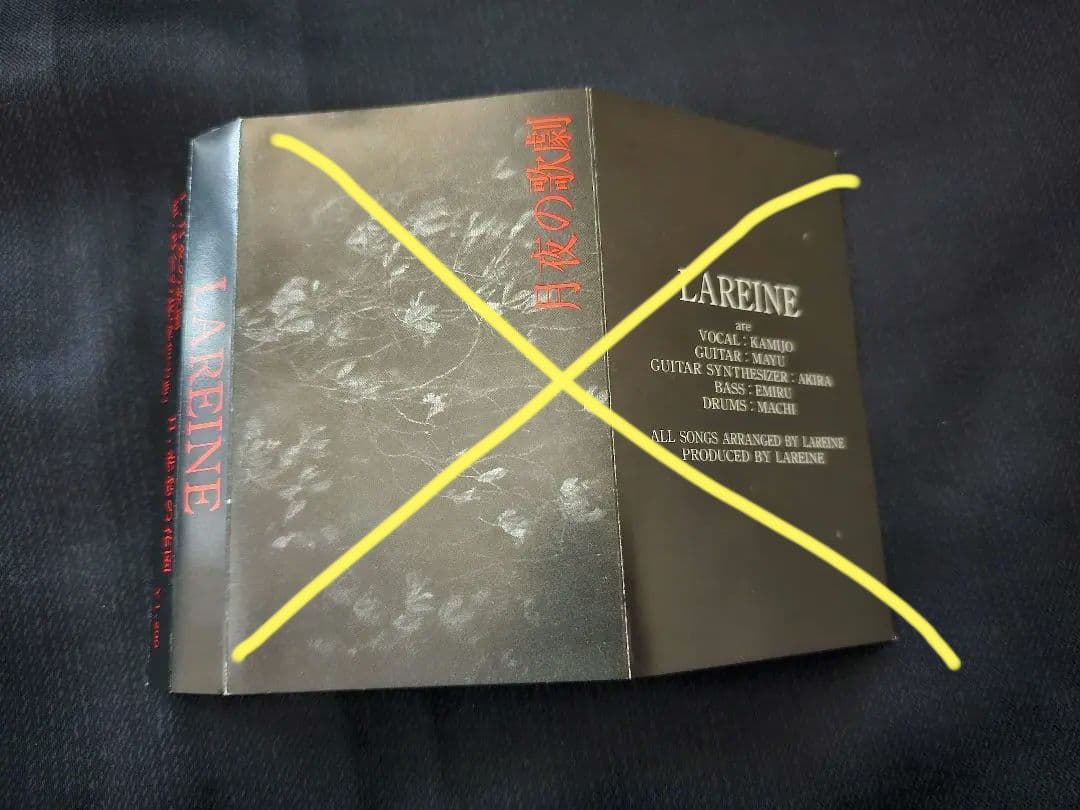 月夜の歌劇
LAREINE
LAREINE
are
VOCAL : KAMIJO
GUITAR : MAYU
GUITAR SYNTHESIZER : AKIRA
BASS : EMIRU
DRUMS : MACHI
ALL SONGS ARRANGED BY LAREINE
PRODUCED BY LAREINE